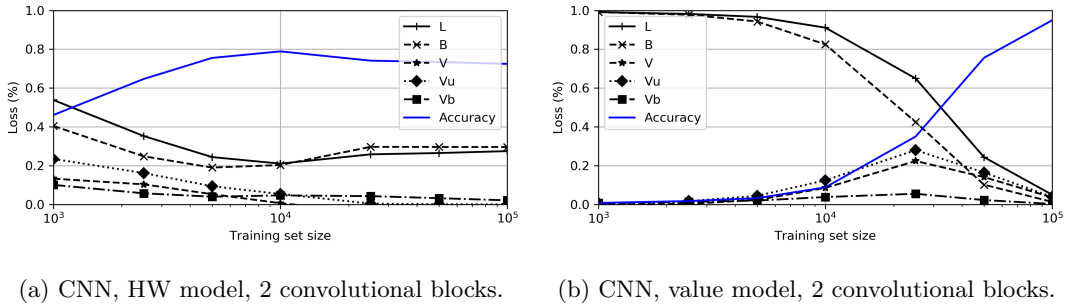 1.0
0.8
0.6
0.4
0.2
0.0
Loss (%)
10³
10⁴
10⁵
Training set size
L
B
V
Vu
Vb
Accuracy
(a) CNN, HW model, 2 convolutional blocks.
1.0
0.8
0.6
0.4
0.2
0.0
Loss (%)
10³
10⁴
10⁵
Training set size
L
B
V
Vu
Vb
Accuracy
(b) CNN, value model, 2 convolutional blocks.